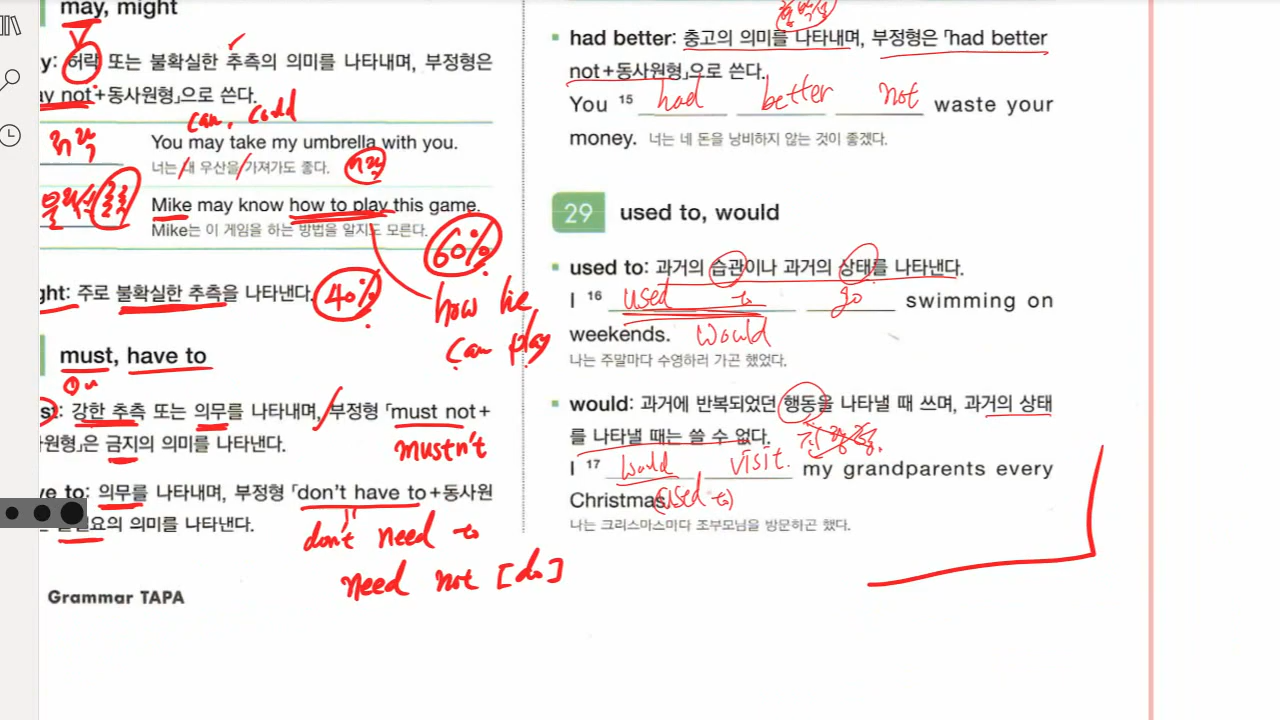 may, might
y: 허락 또는 불확실한 추측의 의미를 나타내며, 부정형은
ay not+동사원형」으로 쓴다.
can, could
허락
You may take my umbrella with you.
너는 내 우산을 가져가도 좋다.
허락
불확실 추측
Mike may know how to play this game.
Mike는 이 게임을 하는 방법을 알지도 모른다.
60%
ght: 주로 불확실한 추측을 나타낸다.
40%
how he
can play
must, have to
st: 강한 추측 또는 의무를 나타내며, 부정형 「must not+
원형」은 금지의 의미를 나타낸다.
mustn't
ve to: 의무를 나타내며, 부정형 「don't have to+동사원
요의 의미를 나타낸다.
don't need to
need not [do]
Grammar TAPA
had better: 충고의 의미를 나타내며, 부정형은 「had better
not+동사원형」으로 쓴다.
You 15 had better not waste your
money. 너는 네 돈을 낭비하지 않는 것이 좋겠다.
29 used to, would
used to: 과거의 습관이나 과거의 상태를 나타낸다.
I 16 used to go swimming on
weekends. would
나는 주말마다 수영하러 가곤 했었다.
would: 과거에 반복되었던 행동을 나타낼 때 쓰며, 과거의 상태
를 나타낼 때는 쓸 수 없다.
I 17 would visit my grandparents every
Christmas. (used to)
나는 크리스마스마다 조부모님을 방문하곤 했다.